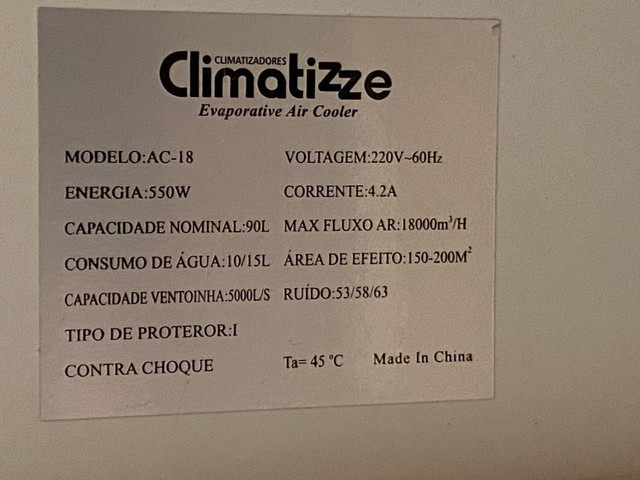 CLIMATIZADORES
Climatizze
Evaporative Air Cooler
MODELO:AC-18 VOLTAGEM:220V~60Hz
ENERGIA:550W CORRENTE:4.2A
CAPACIDADE NOMINAL:90L MAX FLUXO AR:18000m³/H
CONSUMO DE ÁGUA:10/15L ÁREA DE EFEITO:150-200M²
CAPACIDADE VENTOINHA:5000L/S RUÍDO:53/58/63
TIPO DE PROTEROR:I
CONTRA CHOQUE Ta= 45 ºC Made In China